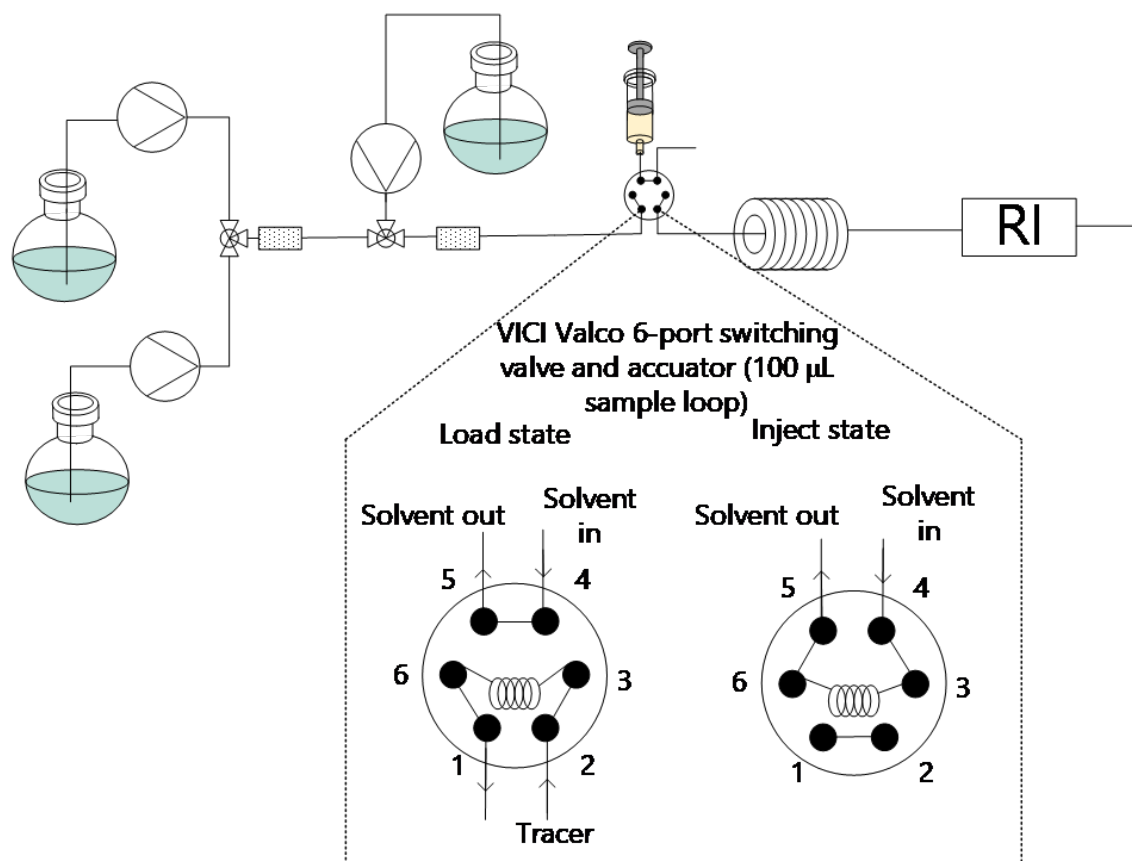 RI
VICI Valco 6-port switching
valve and accuator (100 μL
sample loop)
Load state
Inject state
Solvent out
Solvent
in
Solvent out
Solvent
in
5
4
5
4
6
3
6
3
1
2
1
2
Tracer